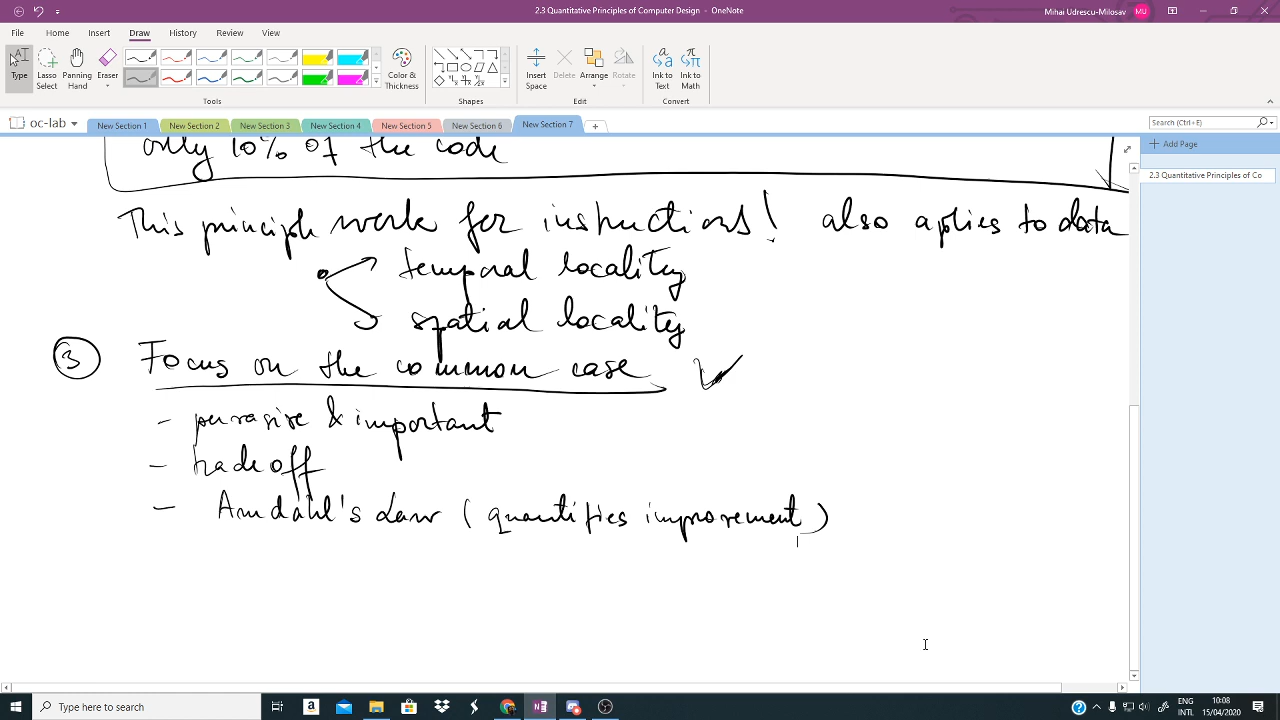 2.3 Quantitative Principles of Computer Design - OneNote
Mihai Udrescu-Milosav MU
File Home Insert Draw History Review View
Type Lasso Select Panning Hand Eraser Color & Thickness Insert Space Delete Arrange Rotate Ink to Text Ink to Math
Tools Shapes Edit Convert
oc-lab New Section 1 New Section 2 New Section 3 New Section 4 New Section 5 New Section 6 New Section 7 Search (Ctrl+E)
Add Page
2.3 Quantitative Principles of Co
only 10% of the code
This principle work for instructions! also aplies to data
temporal locality
spatial locality
3 Focus on the common case
- pervasive & important
- tradeoff
- Amdahl's Law (quantifies improvement)
Type here to search
ENG 10:08
INTL 15/04/2020